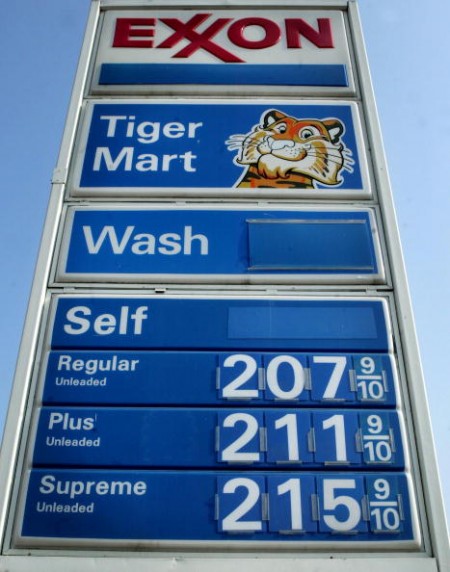 EXXON
Tiger
Mart
Wash
Self
Regular
Unleaded
207 9/10
Plus
Unleaded
211 9/10
Supreme
Unleaded
215 9/10